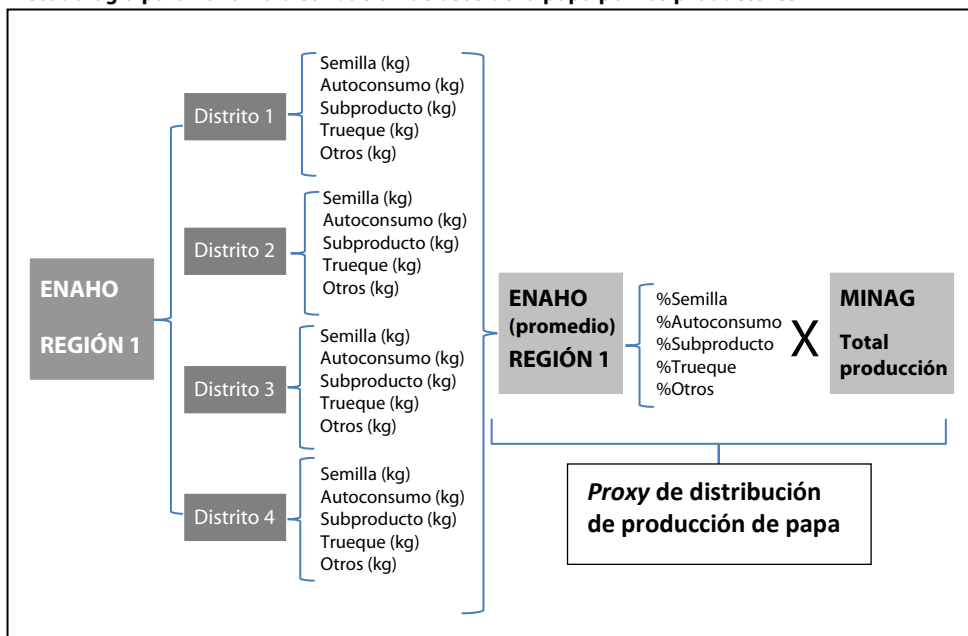 Distrito 1
Semilla (kg)
Autoconsumo (kg)
Subproducto (kg)
Trueque (kg)
Otros (kg)
Distrito 2
Semilla (kg)
Autoconsumo (kg)
Subproducto (kg)
Trueque (kg)
Otros (kg)
ENAHO
REGIÓN 1
Distrito 3
Semilla (kg)
Autoconsumo (kg)
Subproducto (kg)
Trueque (kg)
Otros (kg)
Distrito 4
Semilla (kg)
Autoconsumo (kg)
Subproducto (kg)
Trueque (kg)
Otros (kg)
ENAHO
(promedio)
REGIÓN 1
%Semilla
%Autoconsumo
%Subproducto
%Trueque
%Otros
X
MINAG
Total
producción
Proxy de distribución
de producción de papa